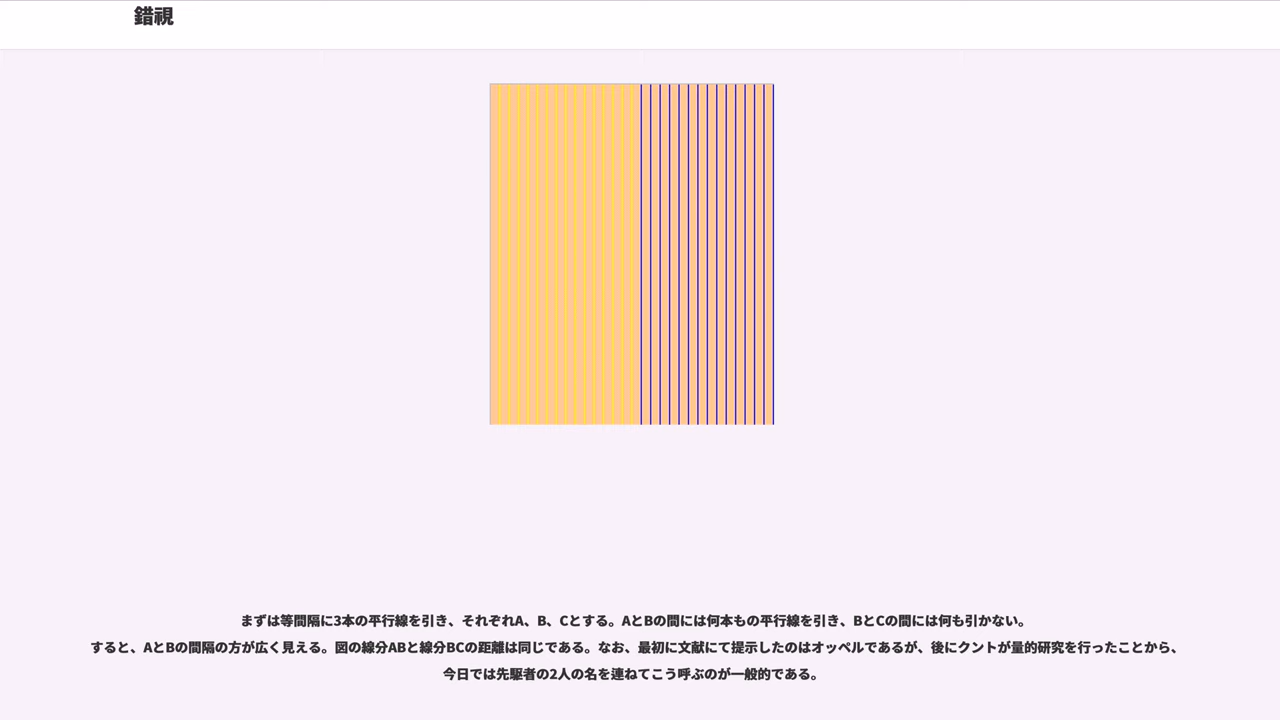 錯視
まずは等間隔に3本の平行線を引き、それぞれA、B、Cとする。AとBの間には何本もの平行線を引き、BとCの間には何も引かない。
すると、AとBの間隔の方が広く見える。図の線分ABと線分BCの距離は同じである。なお、最初に文献にて提示したのはオッペルであるが、後にクントが量的研究を行ったことから、
今日では先駆者の2人の名を連ねてこう呼ぶのが一般的である。